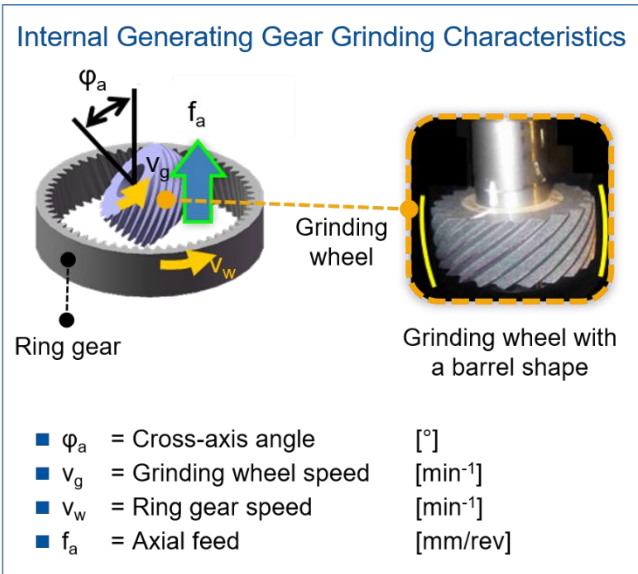 Internal Generating Gear Grinding Characteristics
φa
fa
vg
vw
Grinding
wheel
Ring gear
Grinding wheel with
a barrel shape
φa = Cross-axis angle [°]
vg = Grinding wheel speed [min-1]
vw = Ring gear speed [min-1]
fa = Axial feed [mm/rev]